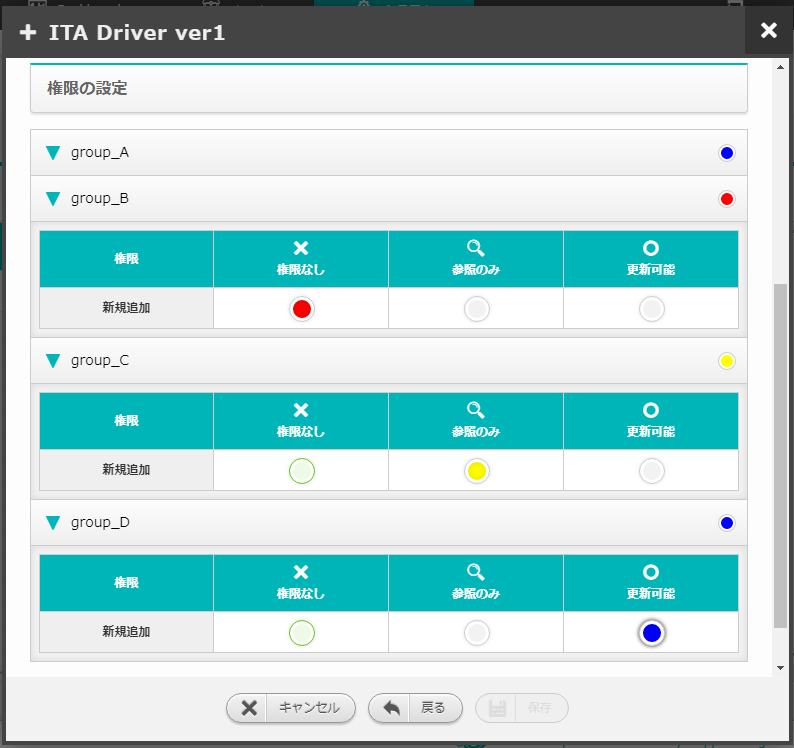 ITA Driver ver1
権限の設定
group_A
group_B
権限 権限なし 参照のみ 更新可能
新規追加
group_C
権限 権限なし 参照のみ 更新可能
新規追加
group_D
権限 権限なし 参照のみ 更新可能
新規追加
キャンセル 戻る 保存